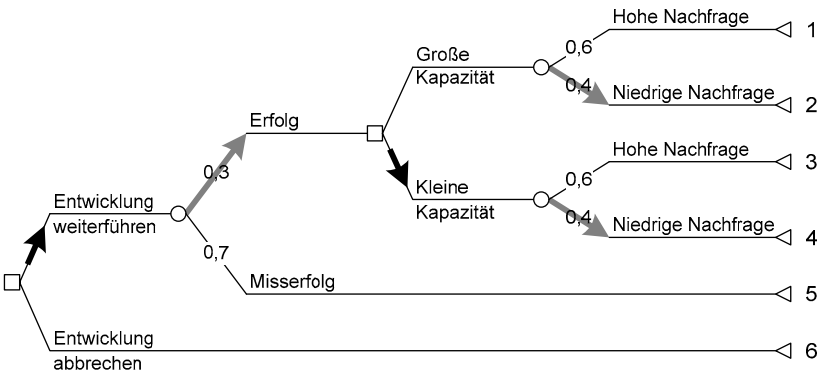 Hohe Nachfrage
1
0,6
Große
Kapazität
0,4
Niedrige Nachfrage
2
Erfolg
0,3
Hohe Nachfrage
3
0,6
Kleine
Kapazität
0,4
Niedrige Nachfrage
4
Entwicklung
weiterführen
0,7
Misserfolg
5
Entwicklung
abbrechen
6